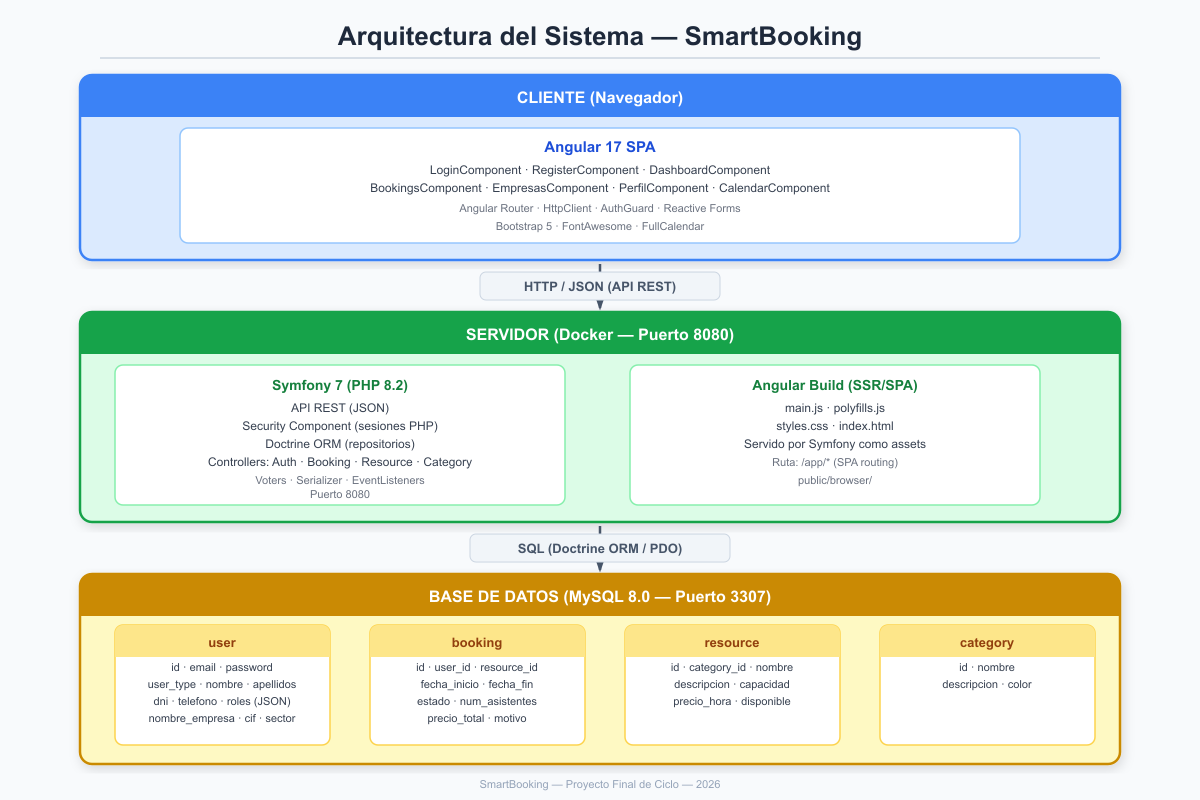 Arquitectura del Sistema — SmartBooking
CLIENTE (Navegador)
Angular 17 SPA
LoginComponent · RegisterComponent · DashboardComponent
BookingsComponent · EmpresasComponent · PerfilComponent · CalendarComponent
Angular Router · HttpClient · AuthGuard · Reactive Forms
Bootstrap 5 · FontAwesome · FullCalendar
HTTP / JSON (API REST)
SERVIDOR (Docker — Puerto 8080)
Symfony 7 (PHP 8.2)
API REST (JSON)
Security Component (sesiones PHP)
Doctrine ORM (repositorios)
Controllers: Auth · Booking · Resource · Category
Voters · Serializer · EventListeners
Puerto 8080
Angular Build (SSR/SPA)
main.js · polyfills.js
styles.css · index.html
Servido por Symfony como assets
Ruta: /app/* (SPA routing)
public/browser/
SQL (Doctrine ORM / PDO)
BASE DE DATOS (MySQL 8.0 — Puerto 3307)
user
id · email · password
user_type · nombre · apellidos
dni · telefono · roles (JSON)
nombre_empresa · cif · sector
booking
id · user_id · resource_id
fecha_inicio · fecha_fin
estado · num_asistentes
precio_total · motivo
resource
id · category_id · nombre
descripcion · capacidad
precio_hora · disponible
category
id · nombre
descripcion · color
SmartBooking — Proyecto Final de Ciclo — 2026